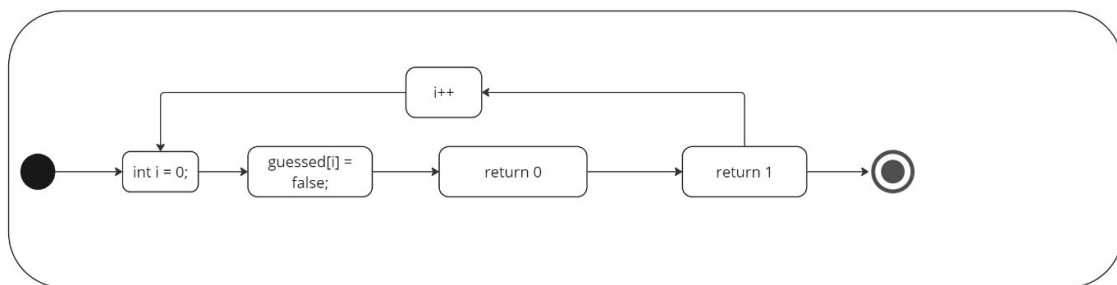 i++
int i = 0;
guessed[i] =
false;
return 0
return 1